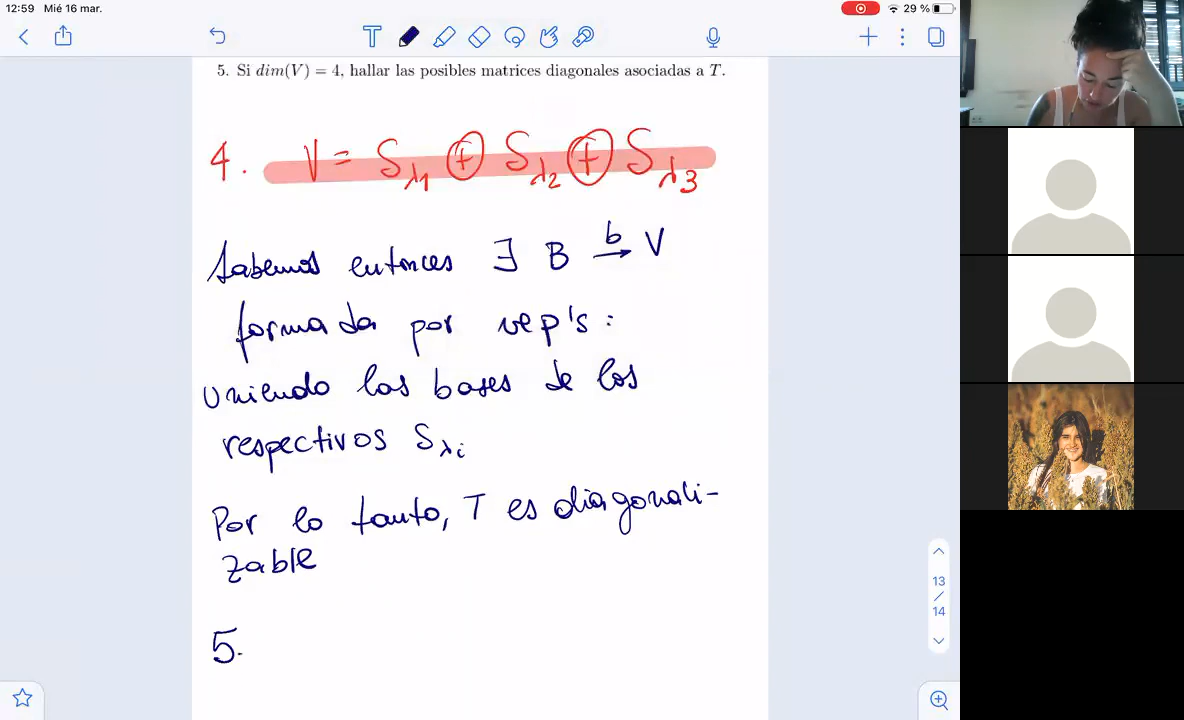 12:59 Mié 16 mar.
29 %
5. Si dim(V) = 4, hallar las posibles matrices diagonales asociadas a T.
4. V = Sλ1 ⊕ Sλ2 ⊕ Sλ3
Sabemos entonces ∃ B →b V
formada por vep's :
uniendo las bases de los
respectivos Sλi
Por lo tanto, T es diagonali-
zable
5.
13
/
14